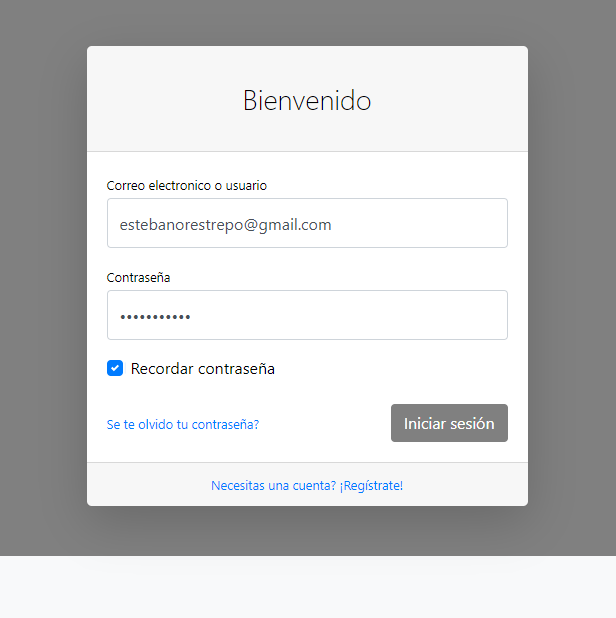 Bienvenido
Correo electronico o usuario
estebanorestrepo@gmail.com
Contraseña
•••••••••••
Recordar contraseña
Se te olvido tu contraseña?
Iniciar sesión
Necesitas una cuenta? ¡Regístrate!